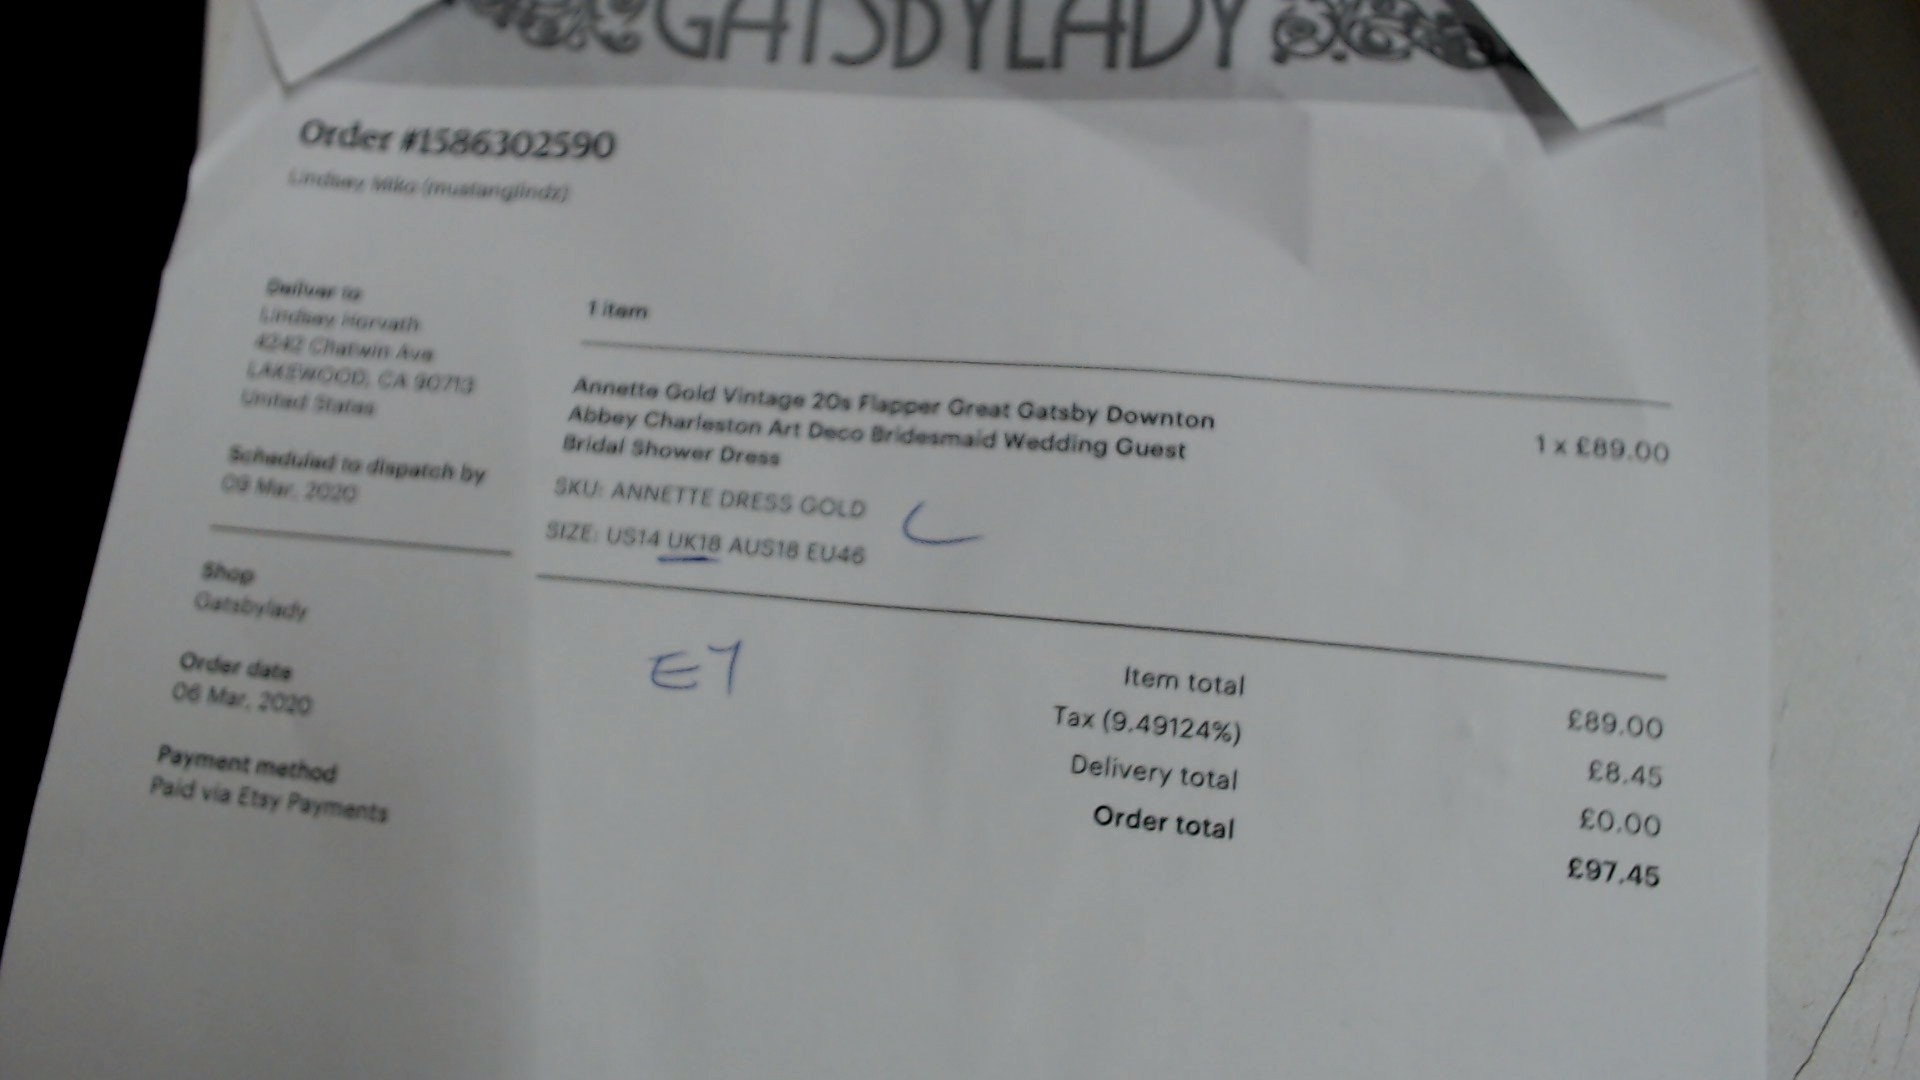 GATSBYLADY
Order #1586302590
Lindsay Miko (mustanglindz)
Deliver to
Lindsay Horvath
4242 Chatwin Ave
LAKEWOOD, CA 90713
United States
Scheduled to dispatch by
09 Mar, 2020
Shop
Gatsbylady
Order date
06 Mar, 2020
Payment method
Paid via Etsy Payments
1 item
Annette Gold Vintage 20s Flapper Great Gatsby Downton
Abbey Charleston Art Deco Bridesmaid Wedding Guest
Bridal Shower Dress
1 x £89.00
SKU: ANNETTE DRESS GOLD
SIZE: US14 UK18 AUS18 EU46
Item total £89.00
Tax (9.49124%) £8.45
Delivery total £0.00
Order total £97.45